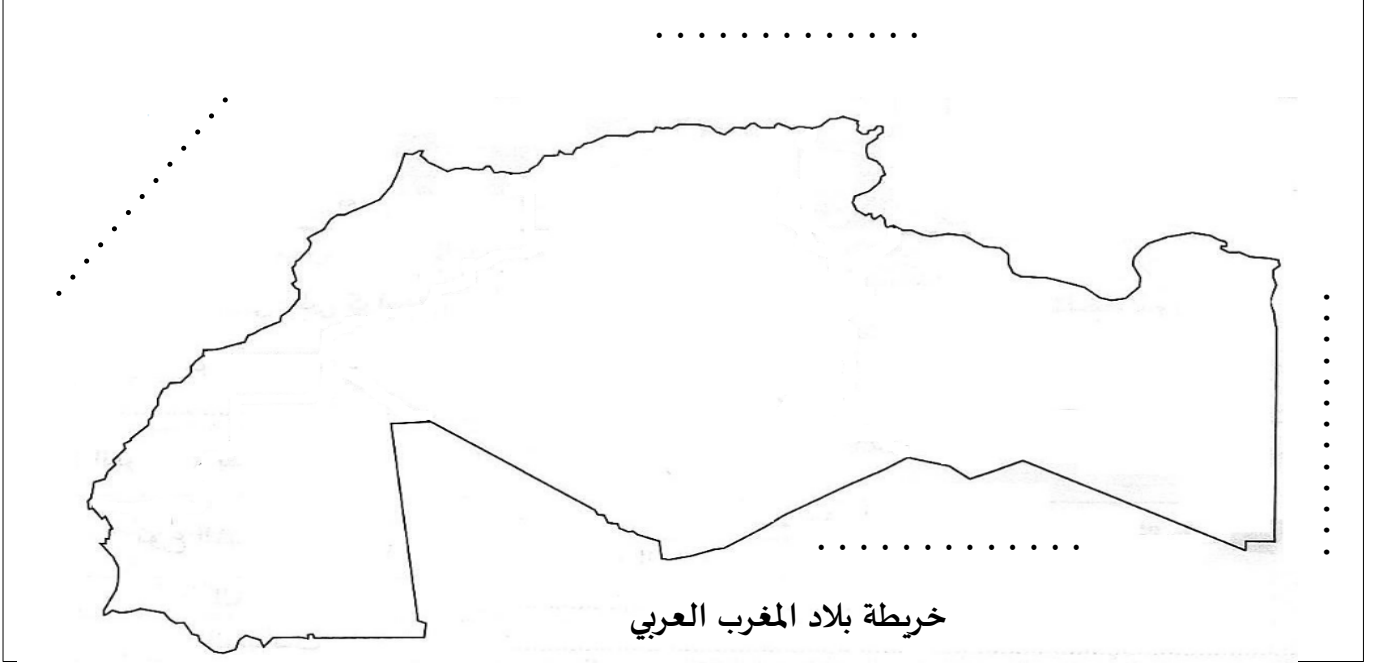 . . . . . . . . . . . . .
. . . . . . . . . . . . .
. . . . . . . . . . . . .
. . . . . . . . . . . . .
خريطة بلاد المغرب العربي